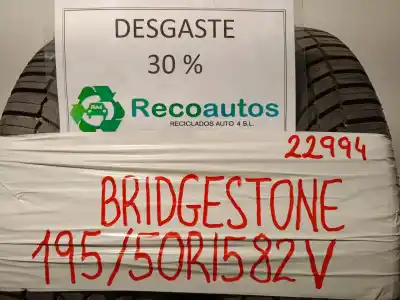 DESGASTE
30 %
Recoautos
RECICLADOS AUTO 4 S.L.
22994
BRIDGESTONE
195/50R1582V